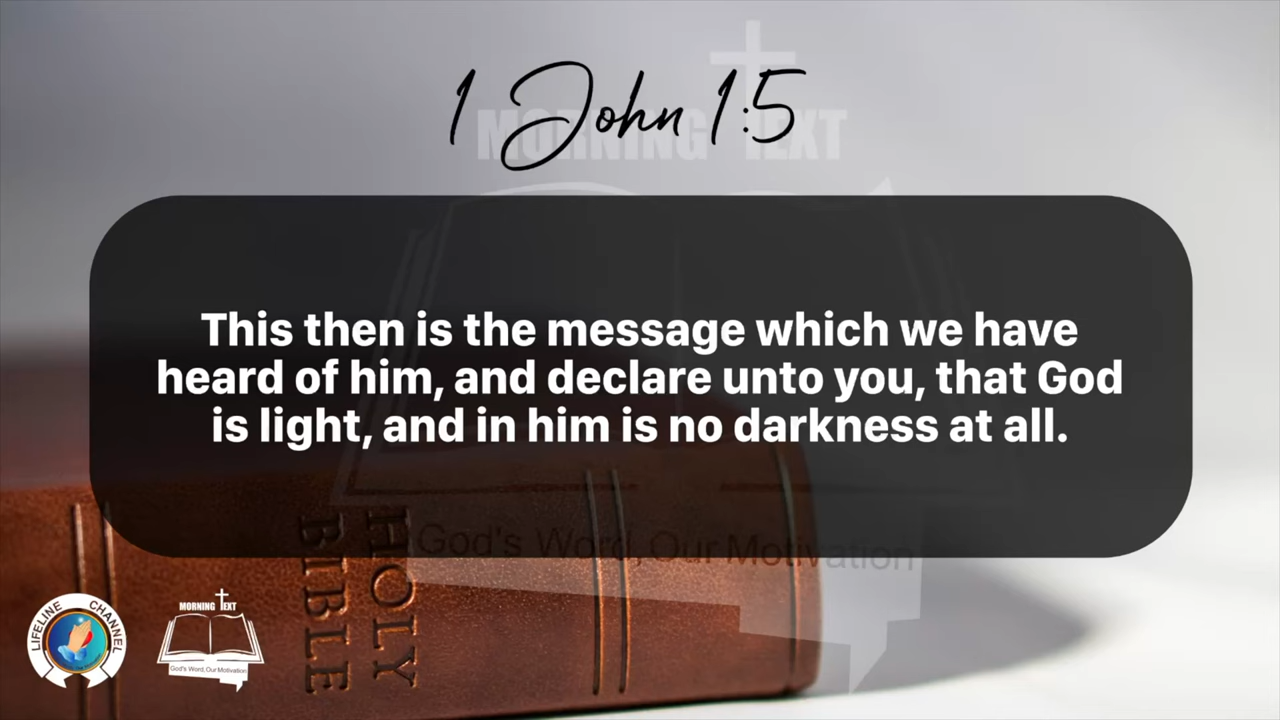 1 John 1:5
MORNING TEXT
This then is the message which we have
heard of him, and declare unto you, that God
is light, and in him is no darkness at all.
God's Word, Our Motivation
HOLY
BIBLE
LIFELINE CHANNEL
MORNING TEXT
God's Word, Our Motivation